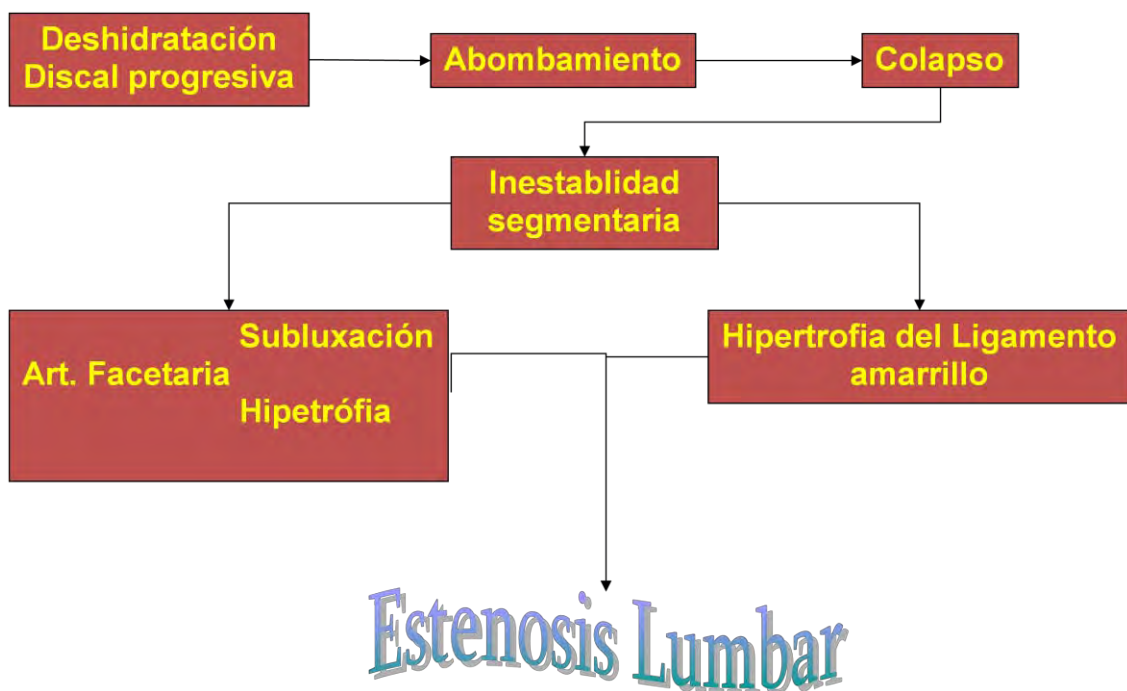 Deshidratación
Discal progresiva
Abombamiento
Colapso
Inestablidad
segmentaria
Subluxación
Art. Facetaria
Hipetrófia
Hipertrofia del Ligamento
amarrillo
Estenosis Lumbar